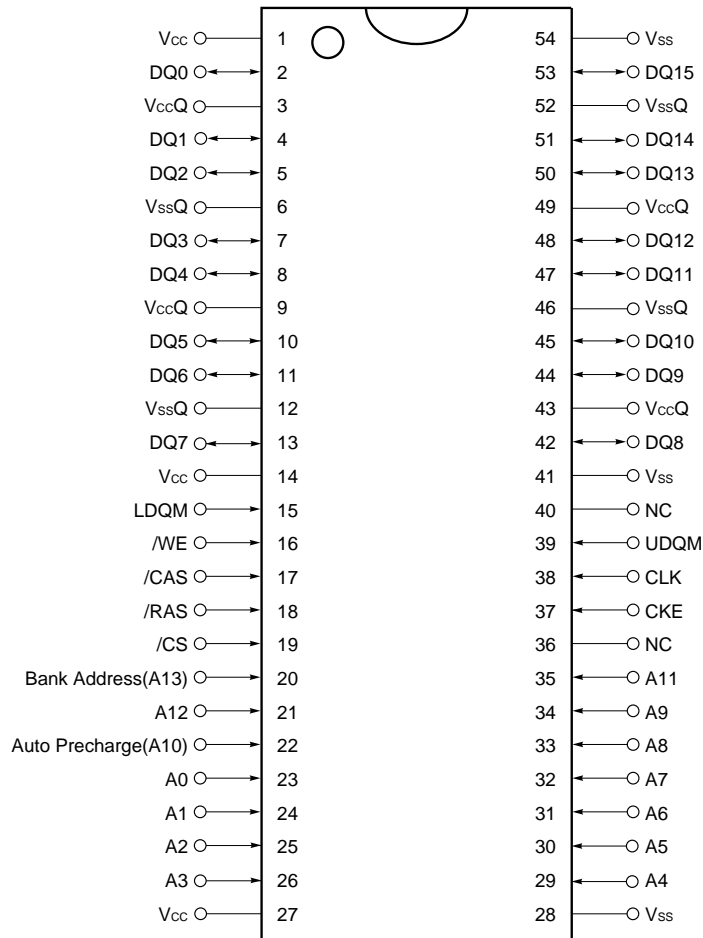 Vcc 1 54 Vss
DQ0 2 53 DQ15
VccQ 3 52 VssQ
DQ1 4 51 DQ14
DQ2 5 50 DQ13
VssQ 6 49 VccQ
DQ3 7 48 DQ12
DQ4 8 47 DQ11
VccQ 9 46 VssQ
DQ5 10 45 DQ10
DQ6 11 44 DQ9
VssQ 12 43 VccQ
DQ7 13 42 DQ8
Vcc 14 41 Vss
LDQM 15 40 NC
/WE 16 39 UDQM
/CAS 17 38 CLK
/RAS 18 37 CKE
/CS 19 36 NC
Bank Address(A13) 20 35 A11
A12 21 34 A9
Auto Precharge(A10) 22 33 A8
A0 23 32 A7
A1 24 31 A6
A2 25 30 A5
A3 26 29 A4
Vcc 27 28 Vss